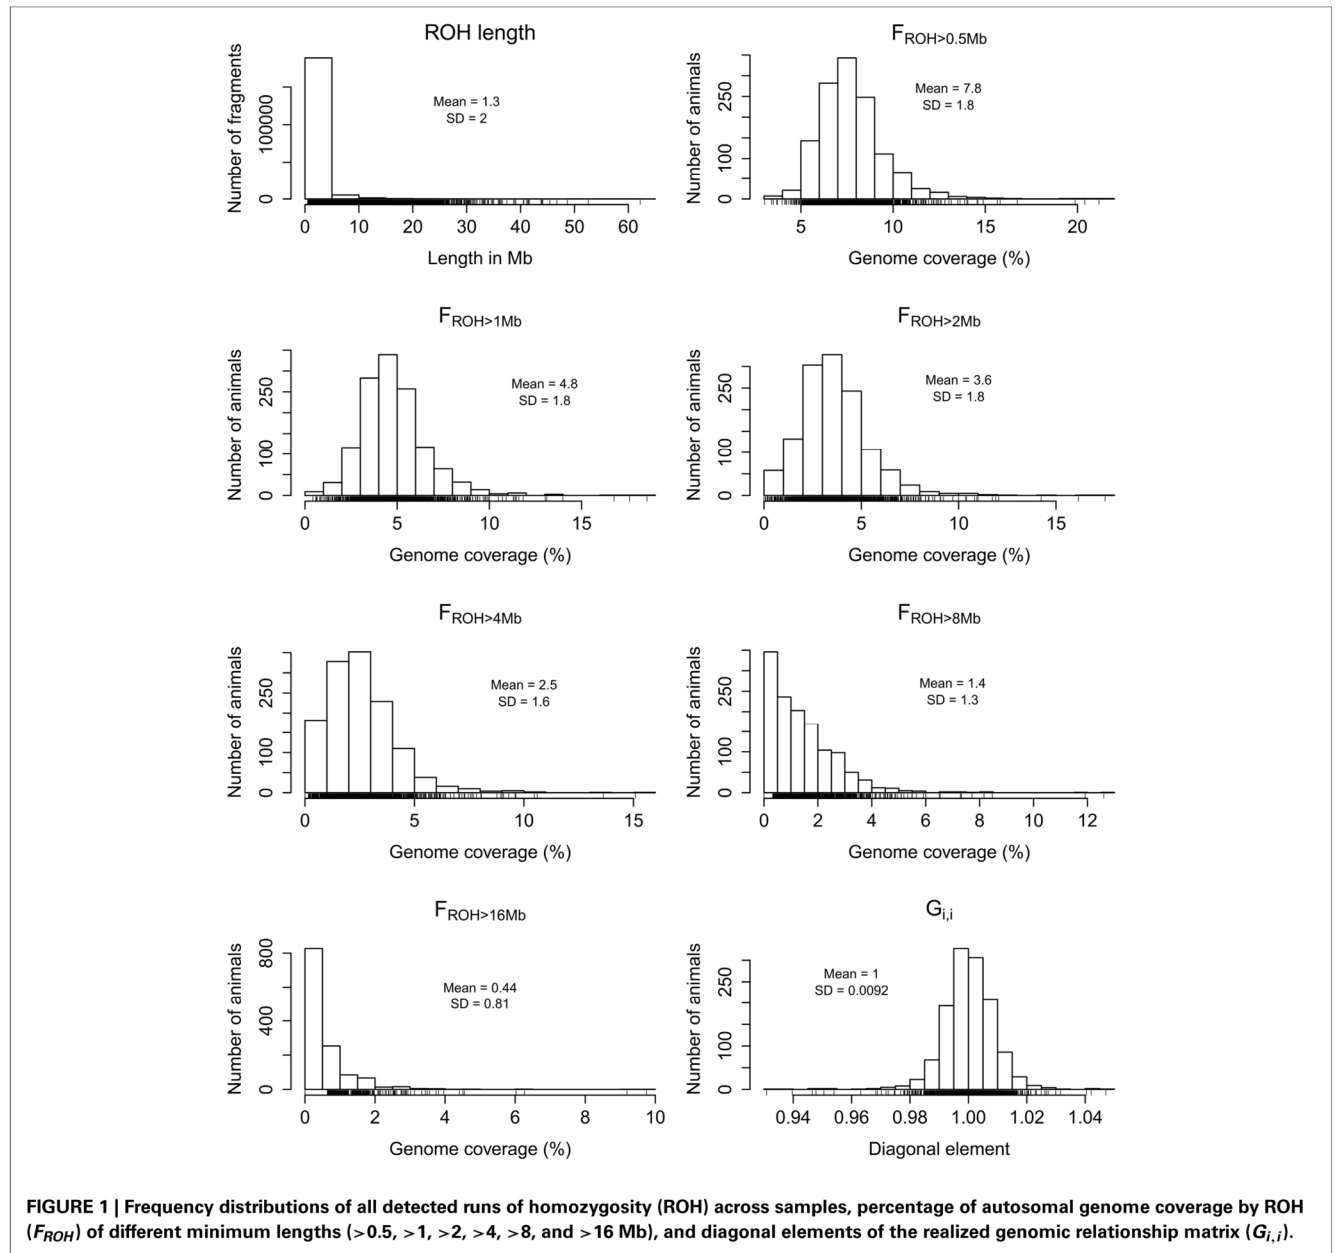 ROH length
Number of fragments
0
100000
Mean = 1.3
SD = 2
0 10 20 30 40 50 60
Length in Mb
FROH>0.5Mb
Number of animals
0
100
250
Mean = 7.8
SD = 1.8
5 10 15 20
Genome coverage (%)
FROH>1Mb
Number of animals
0
100
250
Mean = 4.8
SD = 1.8
0 5 10 15
Genome coverage (%)
FROH>2Mb
Number of animals
0
100
250
Mean = 3.6
SD = 1.8
0 5 10 15
Genome coverage (%)
FROH>4Mb
Number of animals
0
100
250
Mean = 2.5
SD = 1.6
0 5 10 15
Genome coverage (%)
FROH>8Mb
Number of animals
0
100
250
Mean = 1.4
SD = 1.3
0 2 4 6 8 10 12
Genome coverage (%)
FROH>16Mb
Number of animals
0
400
800
Mean = 0.44
SD = 0.81
0 2 4 6 8 10
Genome coverage (%)
Gi,i
Number of animals
0
100
250
Mean = 1
SD = 0.0092
0.94 0.96 0.98 1.00 1.02 1.04
Diagonal element
FIGURE 1 | Frequency distributions of all detected runs of homozygosity (ROH) across samples, percentage of autosomal genome coverage by ROH
(FROH) of different minimum lengths (>0.5, >1, >2, >4, >8, and >16 Mb), and diagonal elements of the realized genomic relationship matrix (Gi,i).